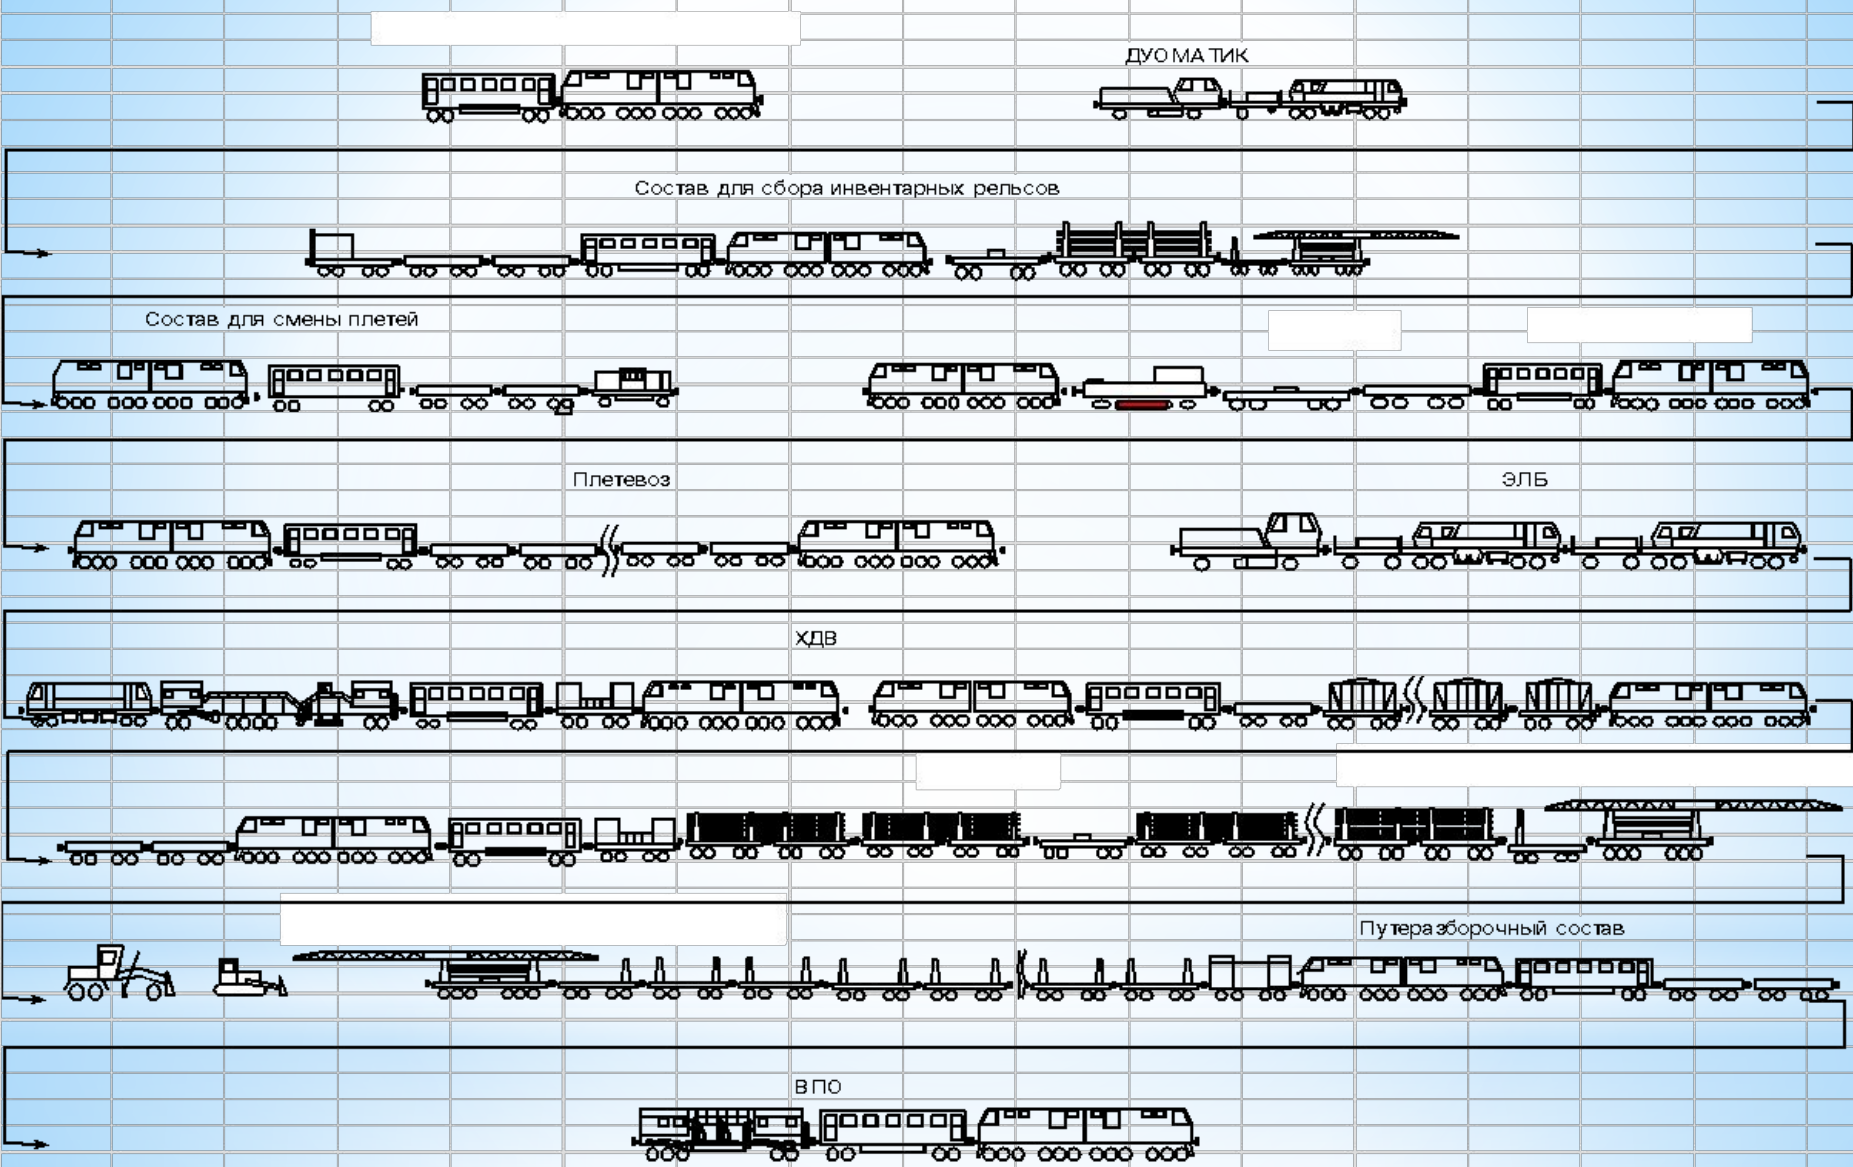 ДУОМАТИК
Состав для сбора инвентарных рельсов
Состав для смены плетей
Плетевоз
ЭЛБ
ХДВ
Путеразборочный состав
ВПО